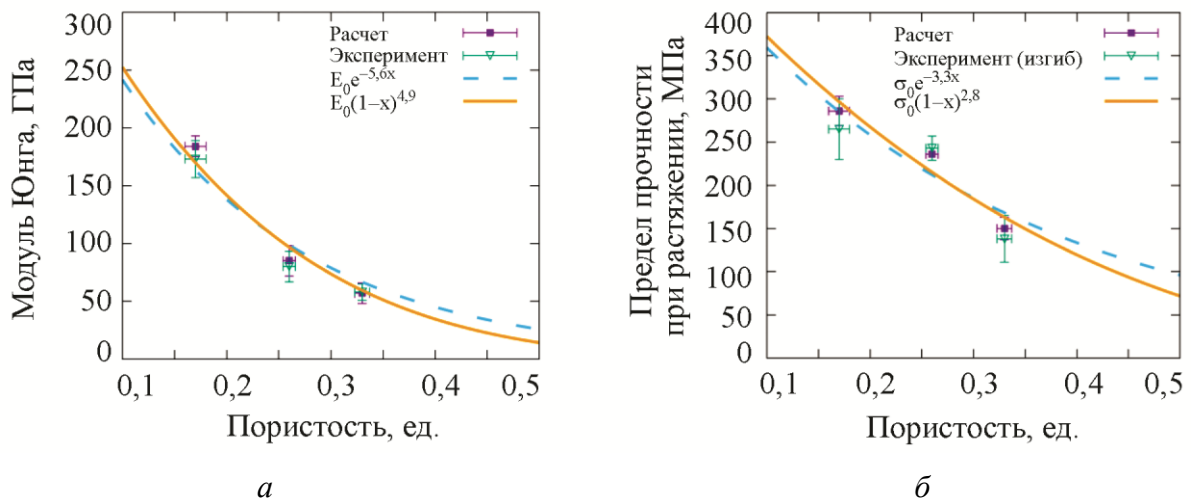 Модуль Юнга, ГПа
300
250
200
150
100
50
0
Расчет
Эксперимент
E₀e⁻⁵,⁶ˣ
E₀(1–x)⁴,⁹
0,1 0,2 0,3 0,4 0,5
Пористость, ед.
а
Предел прочности
при растяжении, МПа
400
350
300
250
200
150
100
50
0
Расчет
Эксперимент (изгиб)
σ₀e⁻³,³ˣ
σ₀(1–x)²,⁸
0,1 0,2 0,3 0,4 0,5
Пористость, ед.
б